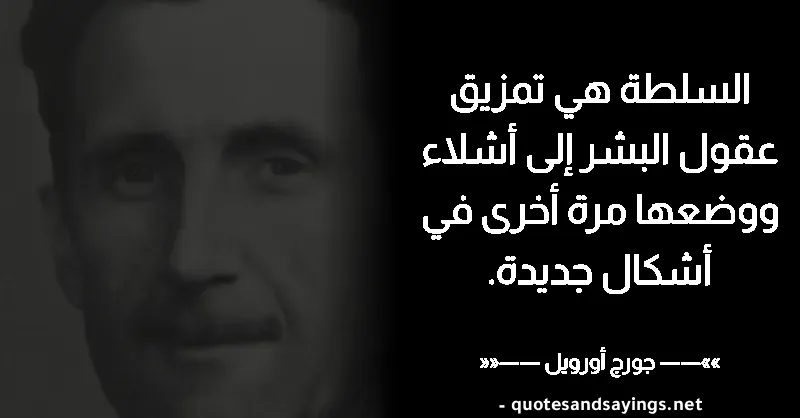 السلطة هي تمزيق
عقول البشر إلى أشلاء
ووضعها مرة أخرى في
أشكال جديدة.
»—— جورج أورويل ——««
- quotesandsayings.net